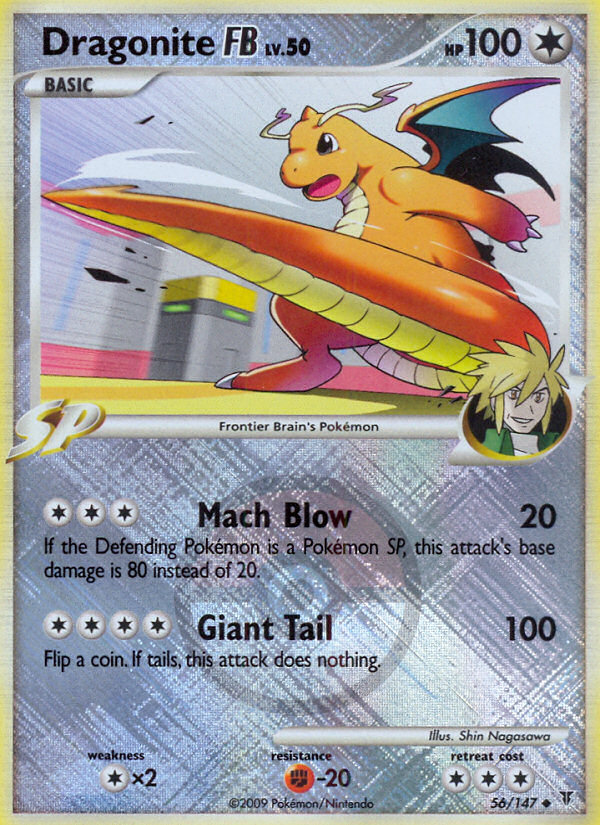 Dragonite FB LV.50 HP 100
BASIC
SP
Frontier Brain's Pokémon
Mach Blow 20
If the Defending Pokémon is a Pokémon SP, this attack's base
damage is 80 instead of 20.
Giant Tail 100
Flip a coin. If tails, this attack does nothing.
Illus. Shin Nagasawa
weakness resistance retreat cost
×2 -20
©2009 Pokémon/Nintendo 56/147